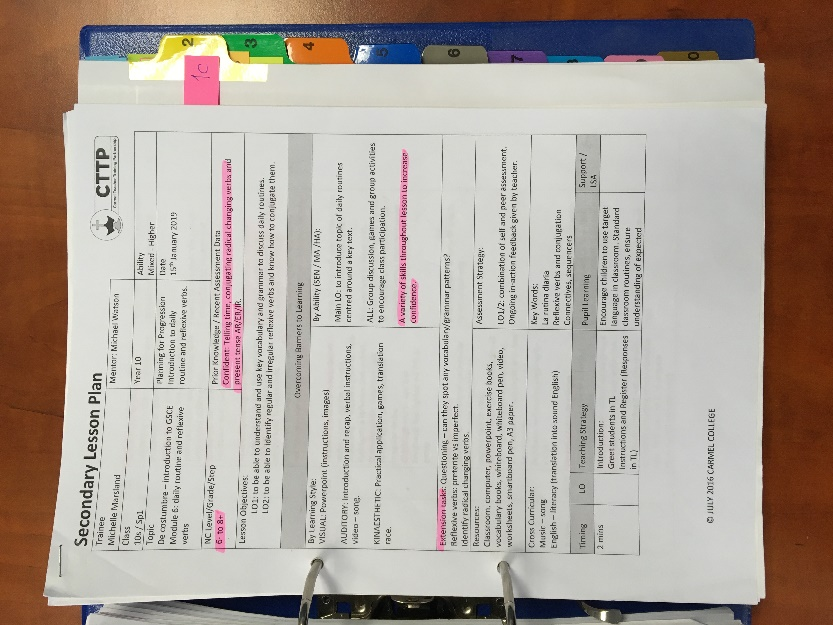 2
3
4
5
6
7
8
9
10
1c
Secondary Lesson Plan
CTTP
Trainee
Michelle Marsland
Mentor: Michael Watson
Class
10s / Sp1
Year 10
Ability
Mixed - Higher
Topic
De costumbre – introduction to GSCE
Module 6: daily routine and reflexive
verbs
Planning for Progression
Introduction to daily
routine and reflexive verbs.
Date
15th January 2019
NC Level/Grade/Step
6- to 8+
Prior Knowledge / Recent Assessment Data
Confident: Telling time, conjugating radical changing verbs and
present tense AR/ER/IR.
Lesson Objectives:
LO1: to be able to understand and use key vocabulary and grammar to discuss daily routines.
LO2: to be able to identify regular and irregular reflexive verbs and know how to conjugate them.
Overcoming Barriers to Learning
By Learning Style:
VISUAL: Powerpoint (instructions, images)
AUDITORY: Introduction and recap, verbal instructions,
video – song.
KINAESTHETIC: Practical application, games, translation
race.
By Ability (SEN / MA /HA):
Main LO: to introduce topic of daily routines
centred around a key text.
ALL: Group discussion, games and group activities
to encourage class participation.
A variety of skills throughout lesson to increase
confidence?
Extension task: Questioning – can they spot any vocabulary/grammar patterns?
Reflexive verbs: preterite vs imperfect.
Identify radical changing verbs.
Resources:
Classroom, computer, powerpoint, exercise books,
vocabulary books, whiteboard, whiteboard pen, video,
worksheets, smartboard pen, A3 paper.
Assessment Strategy:
LO1/2: combination of self and peer assessment.
Ongoing in-action feedback given by teacher.
Cross Curricular:
Music – song
English – literacy (translation into sound English)
Key Words:
La rutina diaria
Reflexive verbs and conjugation
Connectives, sequencers
Timing
LO
Teaching Strategy
Pupil Learning
Support /
LSA
2 mins
Introduction:
Greet students in TL
Instructions and Register (Responses
in TL)
Encourage children to use target
language in classroom. Standard
classroom routines, ensure
understanding of expected
© JULY 2016 CARMEL COLLEGE